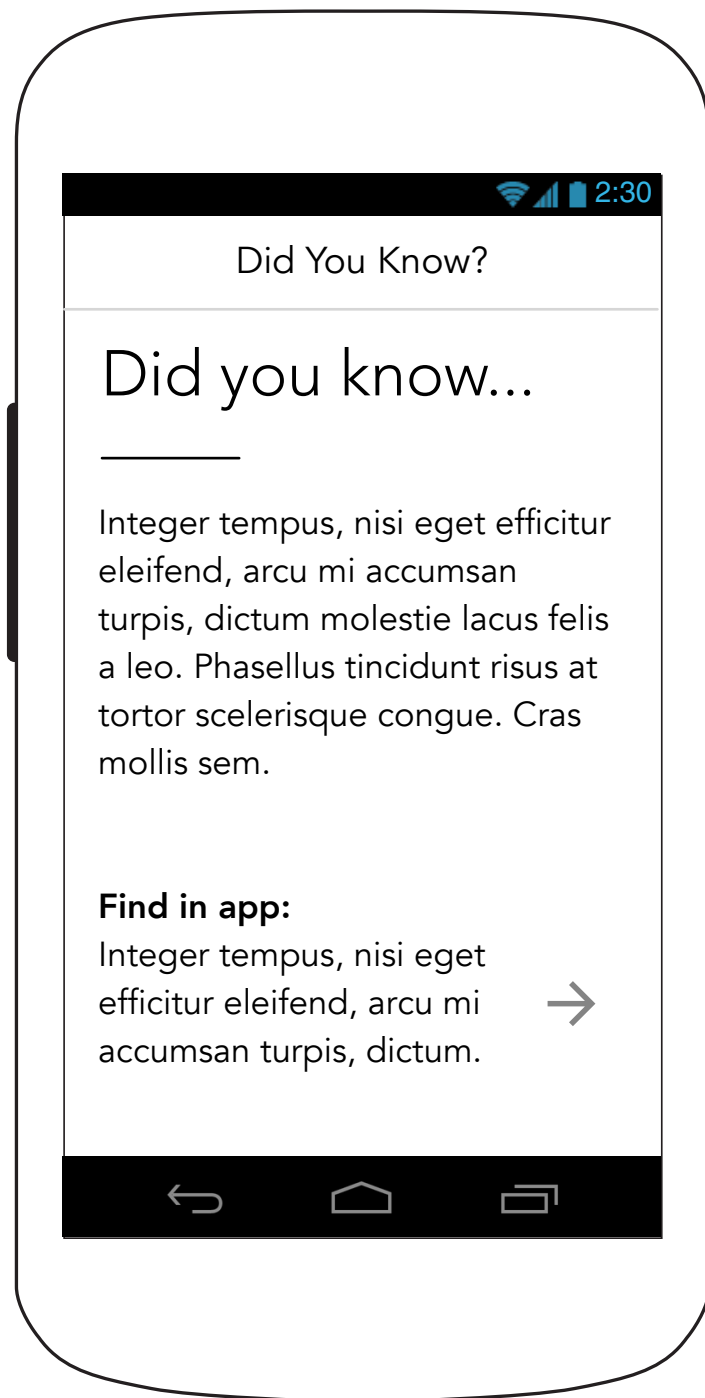 2:30
Did You Know?
Did you know...
Integer tempus, nisi eget efficitur
eleifend, arcu mi accumsan
turpis, dictum molestie lacus felis
a leo. Phasellus tincidunt risus at
tortor scelerisque congue. Cras
mollis sem.
Find in app:
Integer tempus, nisi eget
efficitur eleifend, arcu mi
accumsan turpis, dictum.